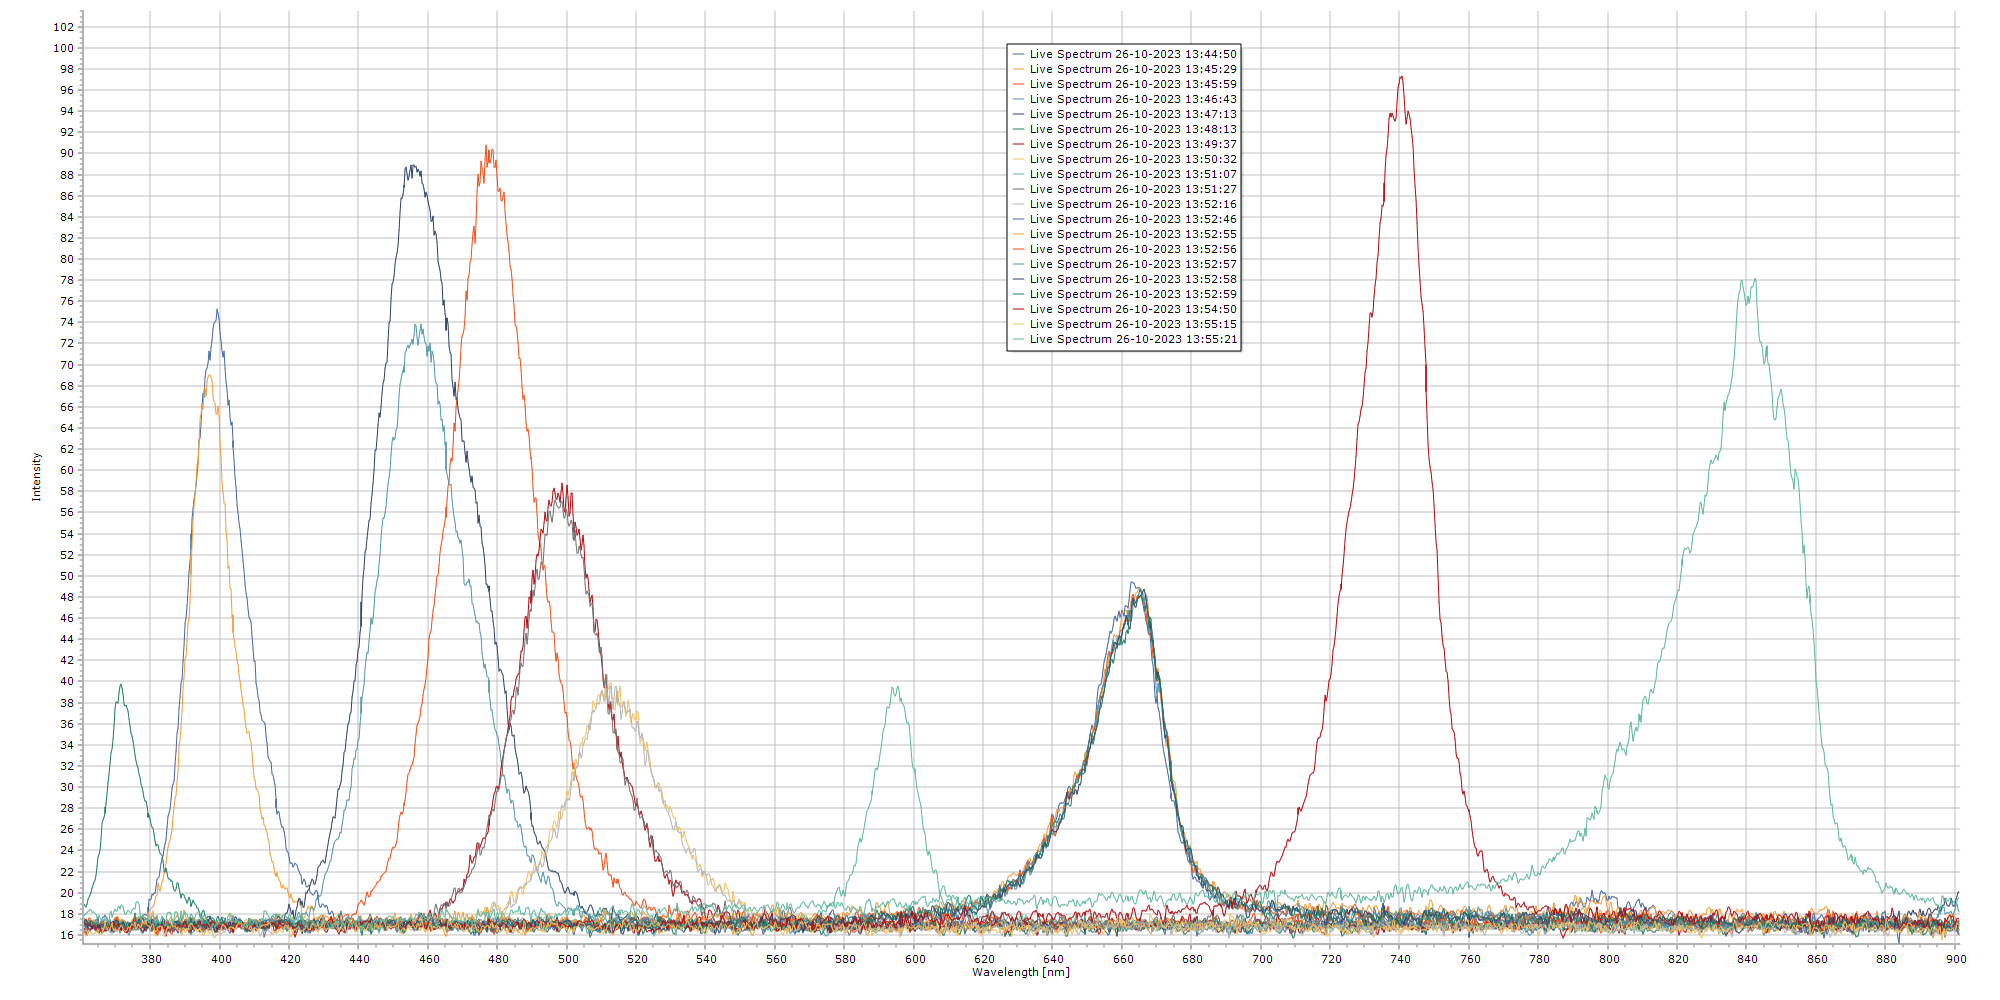 102
100
98
96
94
92
90
88
86
84
82
80
78
76
74
72
70
68
66
64
62
60
58
56
54
52
50
48
46
44
42
40
38
36
34
32
30
28
26
24
22
20
18
16
Intensity
Live Spectrum 26-10-2023 13:44:50
Live Spectrum 26-10-2023 13:45:29
Live Spectrum 26-10-2023 13:45:59
Live Spectrum 26-10-2023 13:46:43
Live Spectrum 26-10-2023 13:47:13
Live Spectrum 26-10-2023 13:48:13
Live Spectrum 26-10-2023 13:49:37
Live Spectrum 26-10-2023 13:50:32
Live Spectrum 26-10-2023 13:51:07
Live Spectrum 26-10-2023 13:51:27
Live Spectrum 26-10-2023 13:52:16
Live Spectrum 26-10-2023 13:52:46
Live Spectrum 26-10-2023 13:52:55
Live Spectrum 26-10-2023 13:52:56
Live Spectrum 26-10-2023 13:52:57
Live Spectrum 26-10-2023 13:52:58
Live Spectrum 26-10-2023 13:52:59
Live Spectrum 26-10-2023 13:54:50
Live Spectrum 26-10-2023 13:55:15
Live Spectrum 26-10-2023 13:55:21
380 400 420 440 460 480 500 520 540 560 580 600 620 640 660 680 700 720 740 760 780 800 820 840 860 880 900
Wavelength [nm]